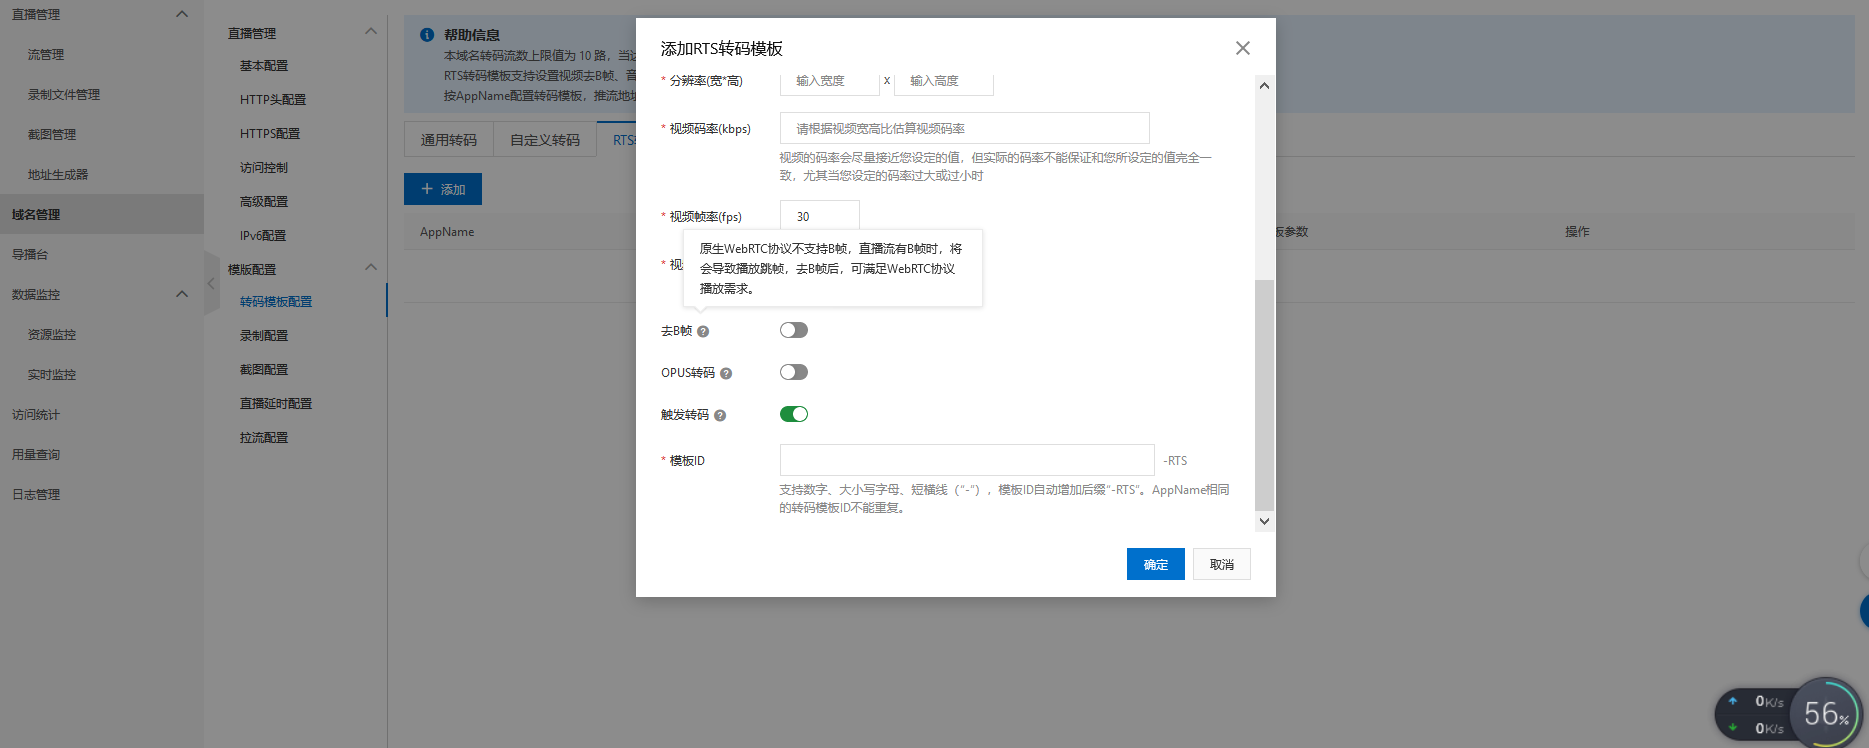 直播管理
流管理
录制文件管理
截图管理
地址生成器
域名管理
导播台
数据监控
资源监控
实时监控
访问统计
用量查询
日志管理
直播管理
基本配置
HTTP头配置
HTTPS配置
访问控制
高级配置
IPv6配置
模版配置
转码模板配置
录制配置
截图配置
直播延时配置
拉流配置
帮助信息
本域名转码流数上限值为 10 路，当
RTS转码模板支持设置视频去B帧、音
按AppName配置转码模板，推流地
通用转码
自定义转码
RTS
+ 添加
AppName
板参数
操作
添加RTS转码模板
* 分辨率(宽*高)
输入宽度 x 输入高度
* 视频码率(kbps)
请根据视频宽高比估算视频码率
视频的码率会尽量接近您设定的值，但实际的码率不能保证和您所设定的值完全一
致，尤其当您设定的码率过大或过小时
* 视频帧率(fps)
30
* 视
原生WebRTC协议不支持B帧，直播流有B帧时，将
会导致播放跳帧，去B帧后，可满足WebRTC协议
播放需求。
去B帧 ?
OPUS转码 ?
触发转码 ?
* 模板ID
-RTS
支持数字、大小写字母、短横线（“-”），模板ID自动增加后缀“-RTS”。AppName相同
的转码模板ID不能重复。
确定
取消
0K/s
0K/s
56%